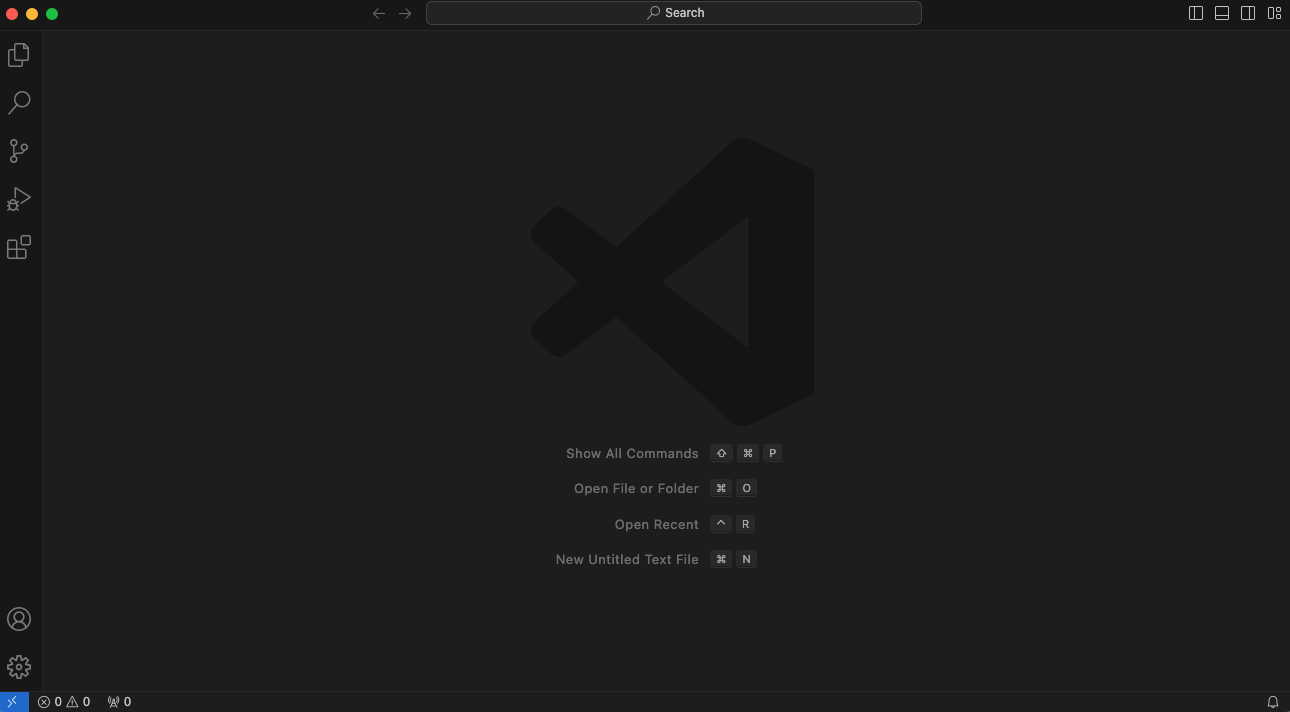 Search
Show All Commands ⇧ ⌘ P
Open File or Folder ⌘ O
Open Recent ^ R
New Untitled Text File ⌘ N
0 0 0